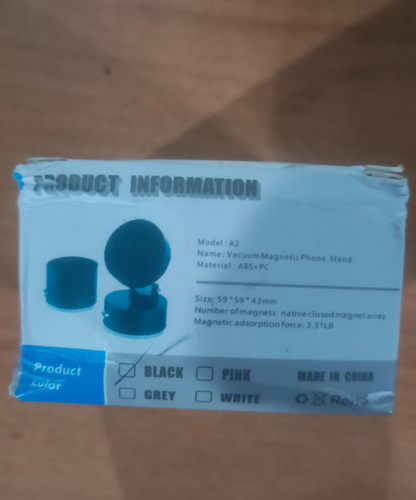 PRODUCT INFORMATION
Model: A2
Name: Vacuum Magnetic Phone Stand
Material: ABS+PC
Size: 59*59*43mm
Number of magnets: native closed magnet array
Magnetic adsorption force: 3.31LB
Product
color
BLACK PINK
GREY WHITE
MADE IN CHINA
RoHS